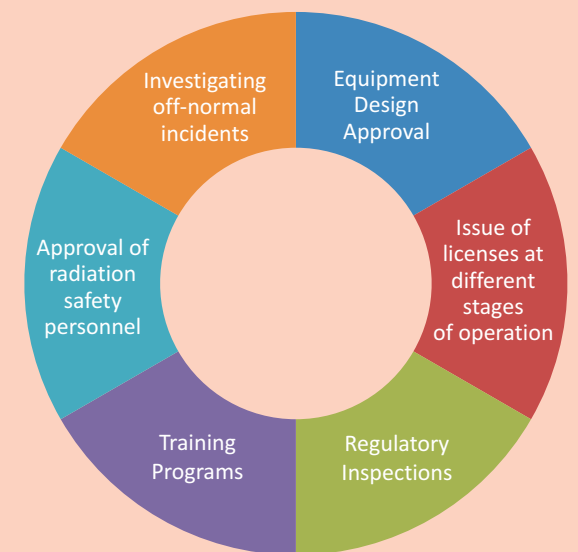 Equipment
Design
Approval
Issue of
licenses at
different
stages
of operation
Regulatory
Inspections
Training
Programs
Approval of
radiation
safety
personnel
Investigating
off-normal
incidents